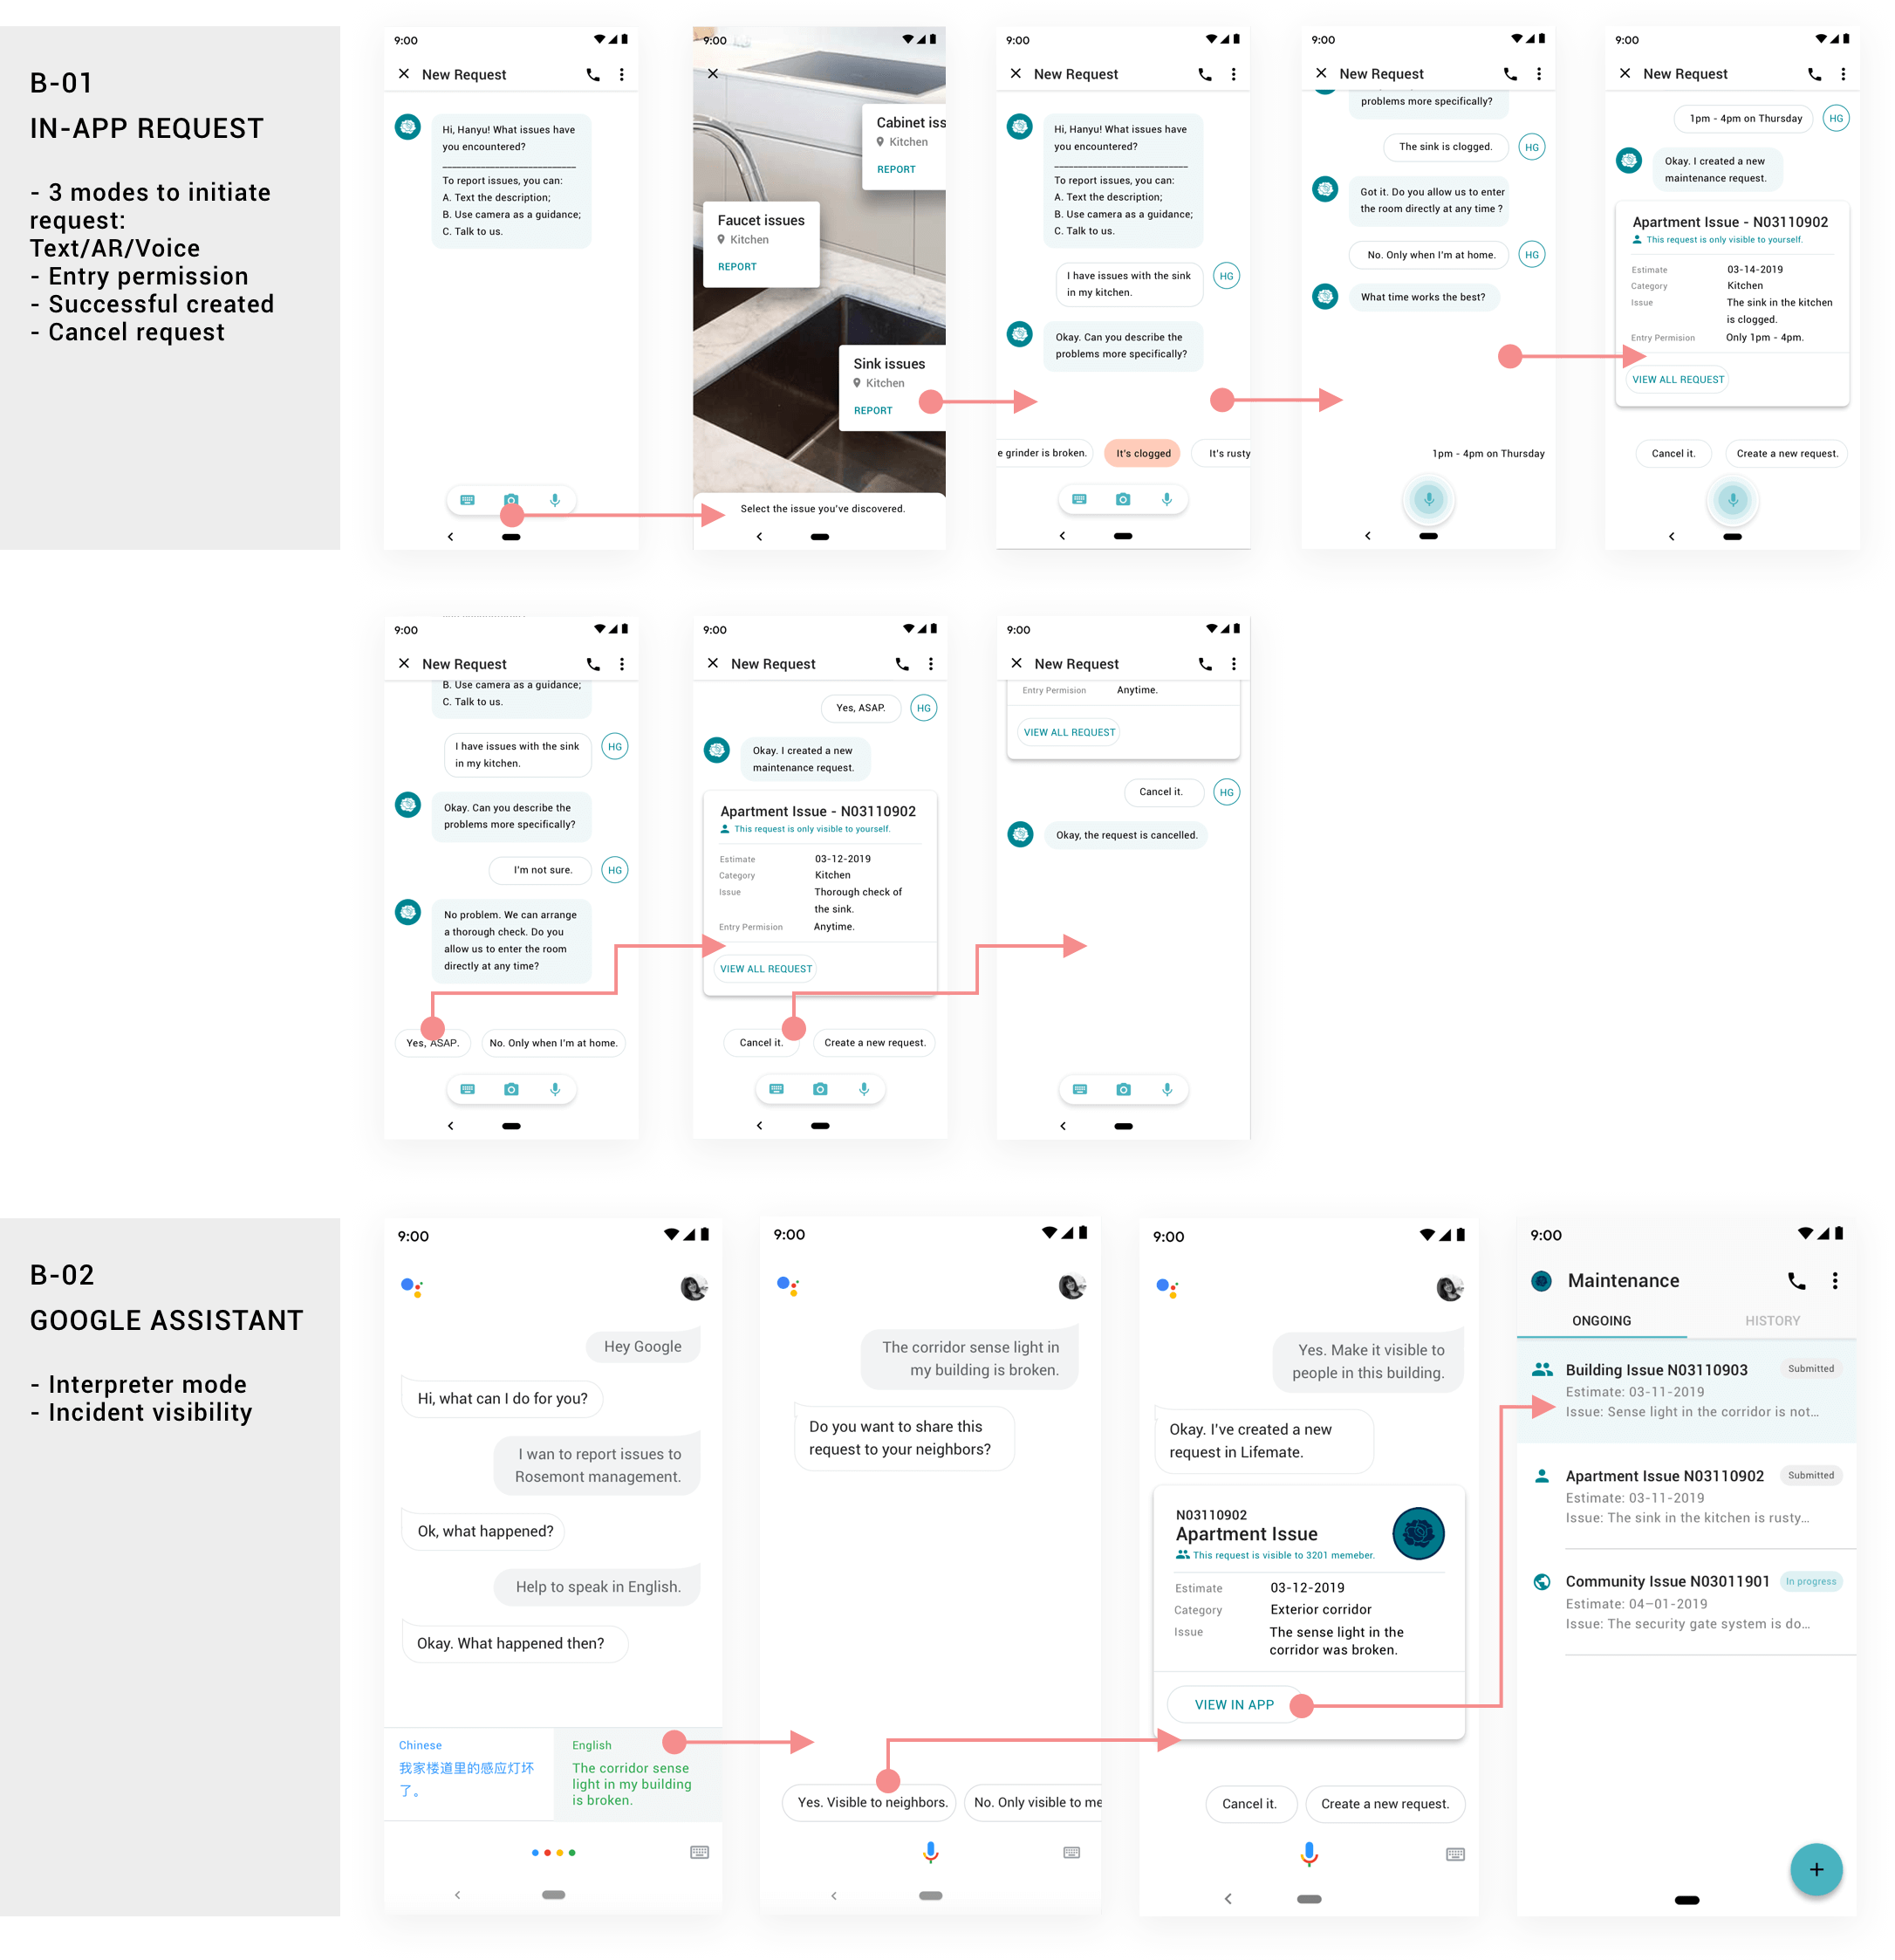 B-01
IN-APP REQUEST
- 3 modes to initiate
request:
Text/AR/Voice
- Entry permission
- Successful created
- Cancel request
9:00
New Request
Hi, Hanyu! What issues have
you encountered?
To report issues, you can:
A. Text the description;
B. Use camera as a guidance;
C. Talk to us.
9:00
Cabinet iss
Kitchen
REPORT
Faucet issues
Kitchen
REPORT
Sink issues
Kitchen
REPORT
Select the issue you've discovered.
9:00
New Request
Hi, Hanyu! What issues have
you encountered?
To report issues, you can:
A. Text the description;
B. Use camera as a guidance;
C. Talk to us.
I have issues with the sink
in my kitchen.
HG
Okay. Can you describe the
problems more specifically?
e grinder is broken.
It's clogged
It's rusty
9:00
New Request
problems more specifically?
The sink is clogged.
HG
Got it. Do you allow us to enter
the room directly at any time ?
No. Only when I'm at home.
HG
What time works the best?
1pm - 4pm on Thursday
9:00
New Request
1pm - 4pm on Thursday
HG
Okay. I created a new
maintenance request.
Apartment Issue - N03110902
This request is only visible to yourself.
Estimate 03-14-2019
Category Kitchen
Issue The sink in the kitchen
is clogged.
Entry Permision Only 1pm - 4pm.
VIEW ALL REQUEST
Cancel it.
Create a new request.
9:00
New Request
B. Use camera as a guidance;
C. Talk to us.
I have issues with the sink
in my kitchen.
HG
Okay. Can you describe the
problems more specifically?
I'm not sure.
HG
No problem. We can arrange
a thorough check. Do you
allow us to enter the room
directly at any time?
Yes, ASAP.
No. Only when I'm at home.
9:00
New Request
Yes, ASAP.
HG
Okay. I created a new
maintenance request.
Apartment Issue - N03110902
This request is only visible to yourself.
Estimate 03-12-2019
Category Kitchen
Issue Thorough check of
the sink.
Entry Permision Anytime.
VIEW ALL REQUEST
Cancel it.
Create a new request.
9:00
New Request
Entry Permision Anytime.
VIEW ALL REQUEST
Cancel it.
HG
Okay, the request is cancelled.
B-02
GOOGLE ASSISTANT
- Interpreter mode
- Incident visibility
9:00
Hey Google
Hi, what can I do for you?
I wan to report issues to
Rosemont management.
Ok, what happened?
Help to speak in English.
Okay. What happened then?
Chinese
我家楼道里的感应灯坏
了。
English
The corridor sense
light in my building
is broken.
9:00
The corridor sense light in
my building is broken.
Do you want to share this
request to your neighbors?
Yes. Visible to neighbors.
No. Only visible to me
9:00
Yes. Make it visible to
people in this building.
Okay. I've created a new
request in Lifemate.
N03110902
Apartment Issue
This request is visible to 3201 memeber.
Estimate 03-12-2019
Category Exterior corridor
Issue The sense light in the
corridor was broken.
VIEW IN APP
Cancel it.
Create a new request.
9:00
Maintenance
ONGOING
HISTORY
Building Issue N03110903
Submitted
Estimate: 03-11-2019
Issue: Sense light in the corridor is not...
Apartment Issue N03110902
Submitted
Estimate: 03-11-2019
Issue: The sink in the kitchen is rusty...
Community Issue N03011901
In progress
Estimate: 04–01-2019
Issue: The security gate system is do...